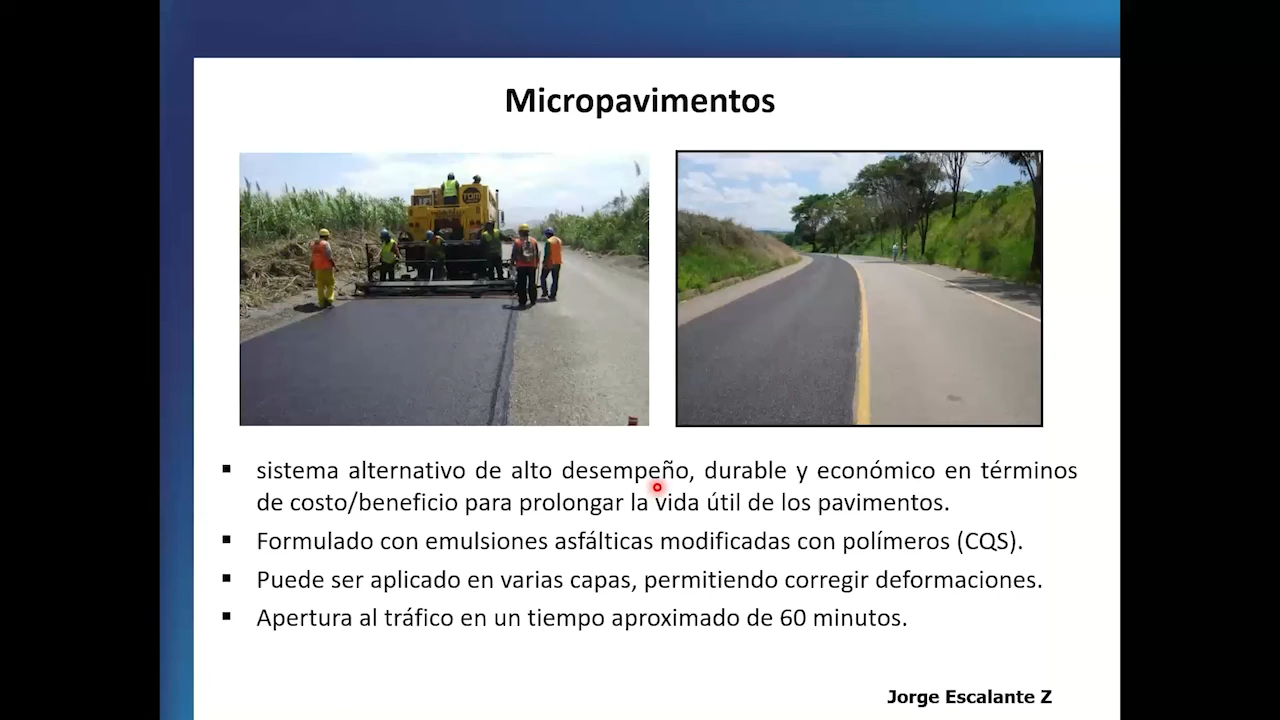 Micropavimentos
▪ sistema alternativo de alto desempeño, durable y económico en términos
de costo/beneficio para prolongar la vida útil de los pavimentos.
▪ Formulado con emulsiones asfálticas modificadas con polímeros (CQS).
▪ Puede ser aplicado en varias capas, permitiendo corregir deformaciones.
▪ Apertura al tráfico en un tiempo aproximado de 60 minutos.
Jorge Escalante Z